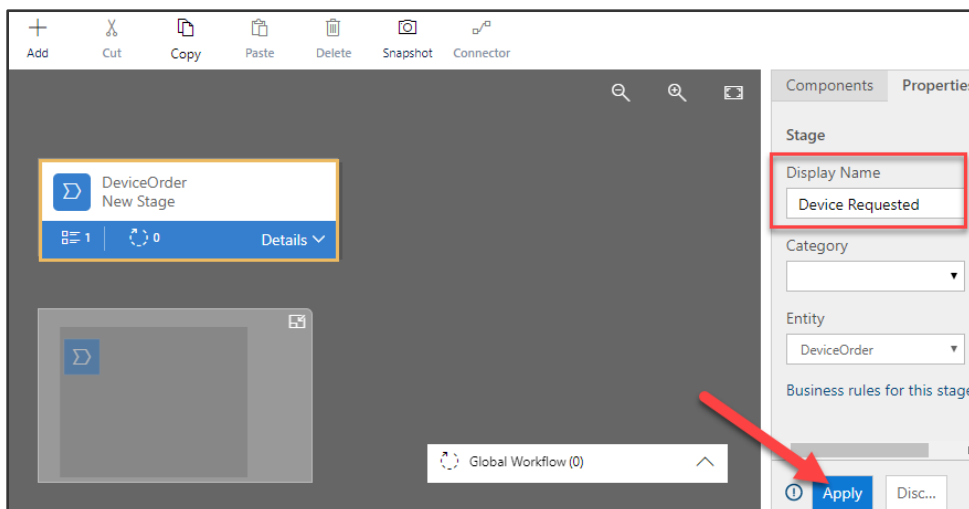 Add
Cut
Copy
Paste
Delete
Snapshot
Connector
Components
Properties
Stage
Display Name
Device Requested
Category
Entity
DeviceOrder
Business rules for this stage
DeviceOrder
New Stage
1
0
Details
Global Workflow (0)
Apply
Disc...